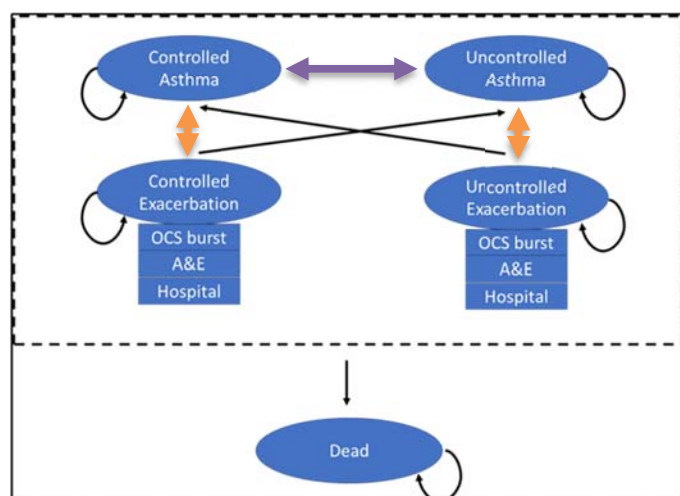 Controlled
Asthma
Uncontrolled
Asthma
Controlled
Exacerbation
OCS burst
A&E
Hospital
Uncontrolled
Exacerbation
OCS burst
A&E
Hospital
Dead